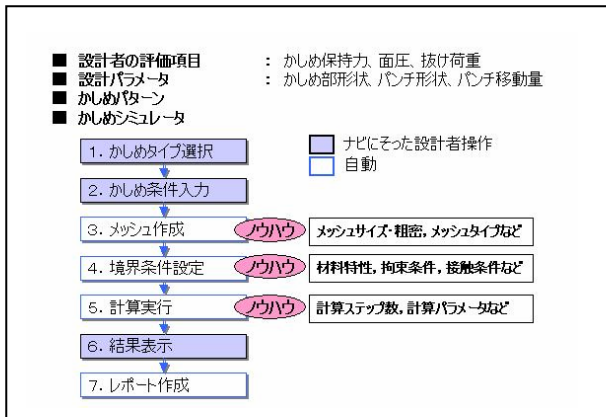 ■ 設計者の評価項目 : かしめ保持力、面圧、抜け荷重
■ 設計パラメータ : かしめ部形状、パンチ形状、パンチ移動量
■ かしめパターン
■ かしめシミュレータ
ナビにそった設計者操作
自動
1. かしめタイプ選択
2. かしめ条件入力
3. メッシュ作成 ノウハウ メッシュサイズ・粗密, メッシュタイプなど
4. 境界条件設定 ノウハウ 材料特性, 拘束条件, 接触条件など
5. 計算実行 ノウハウ 計算ステップ数, 計算パラメータなど
6. 結果表示
7. レポート作成